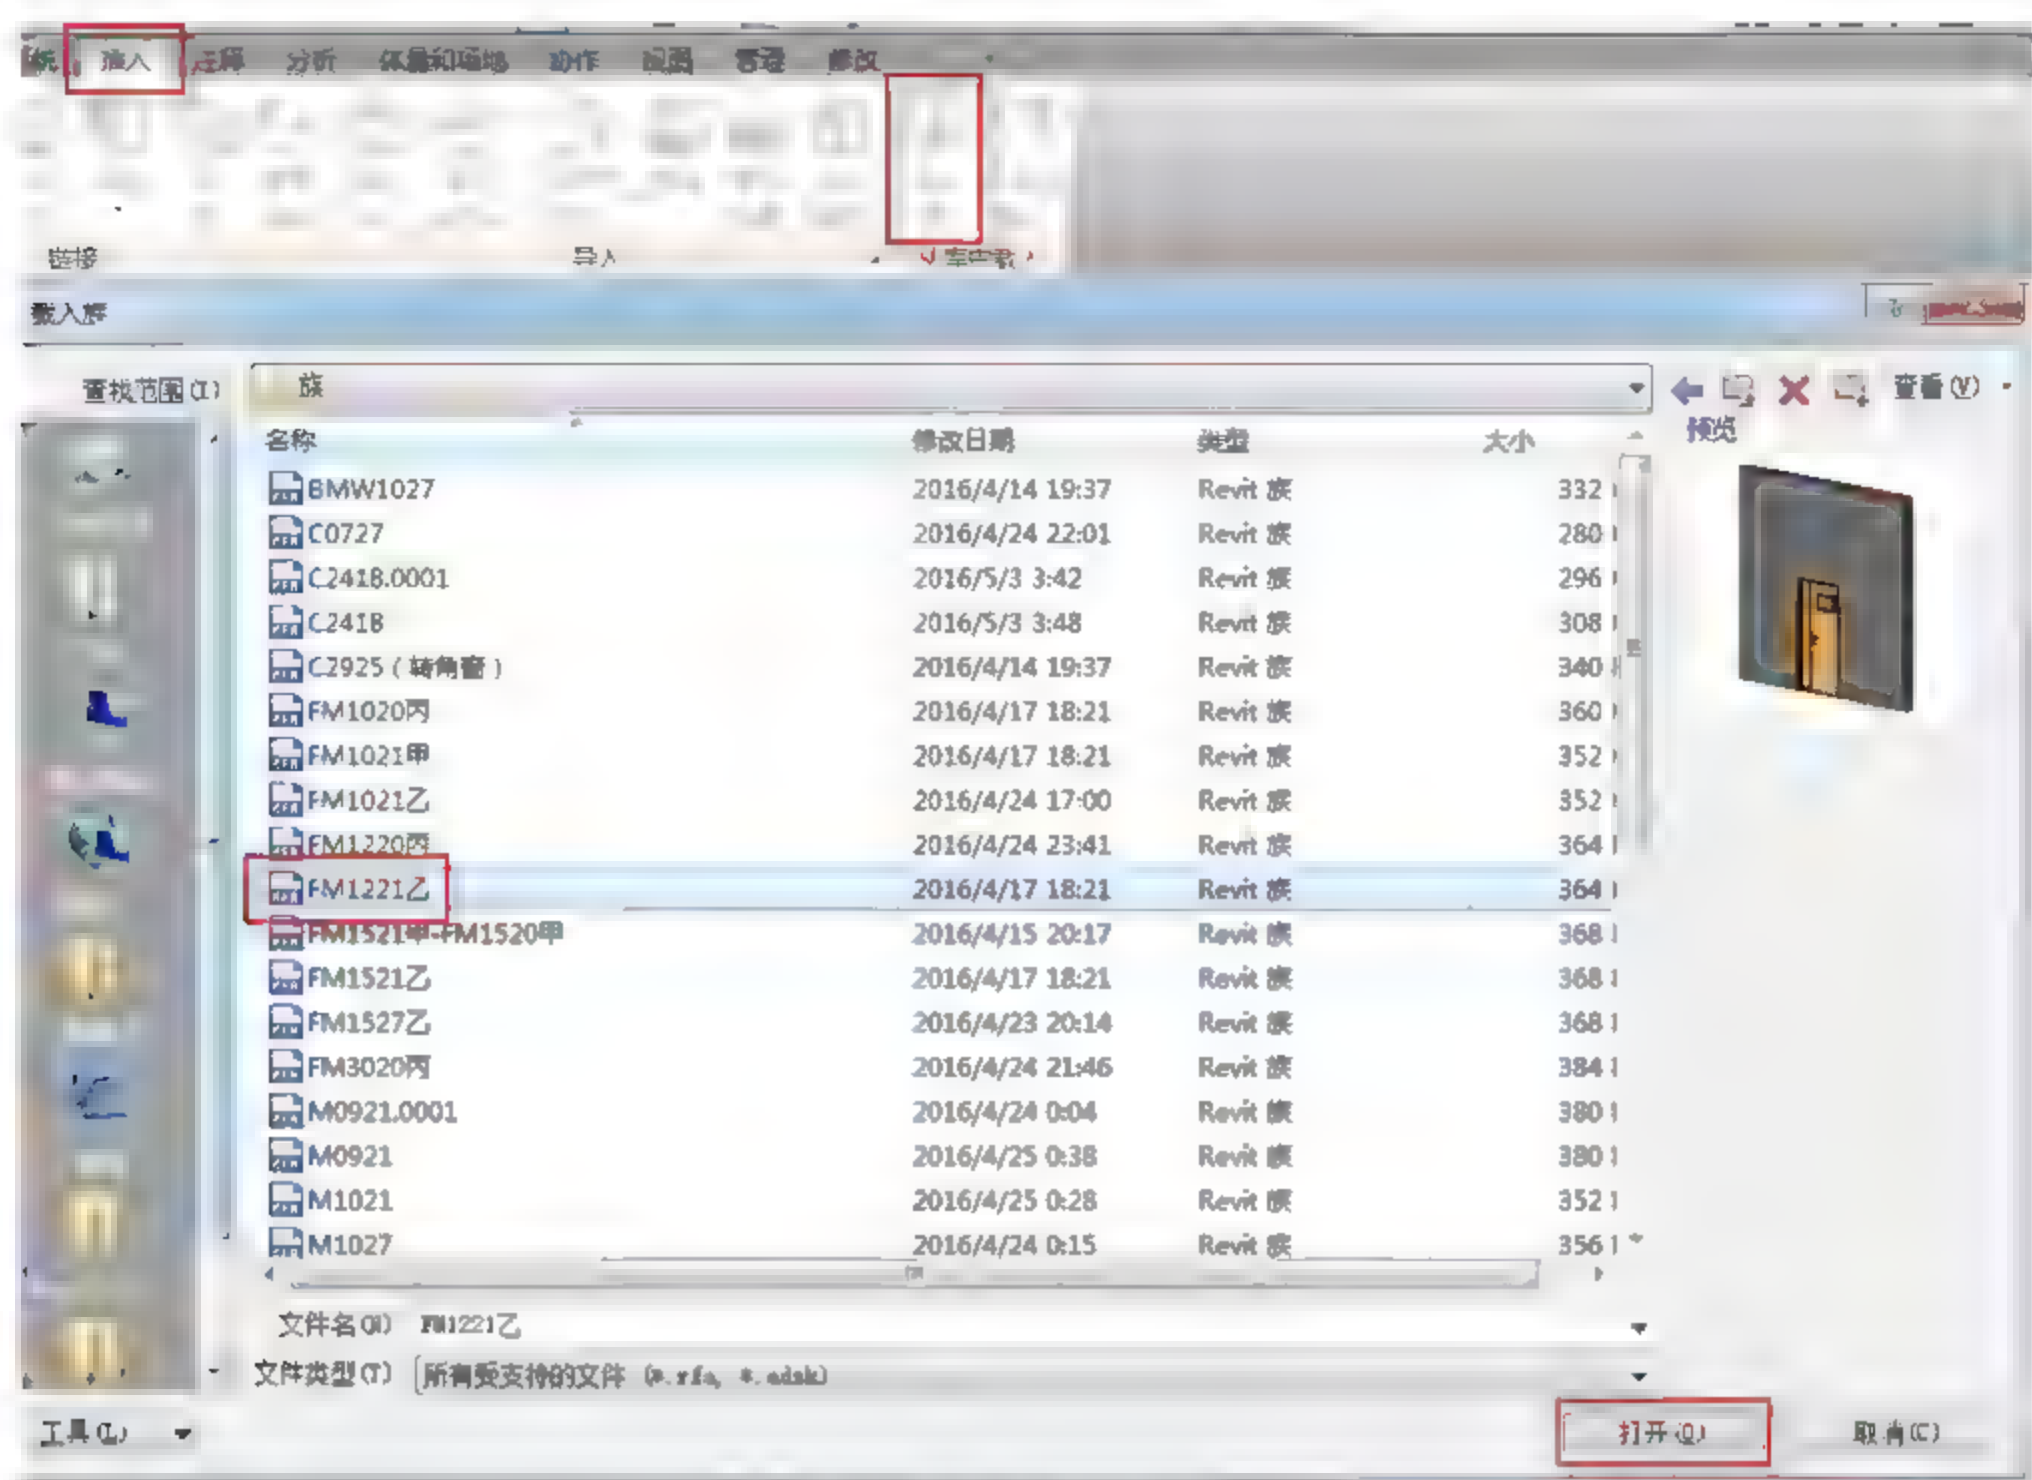 统 插入 注释 分析 体量和场地 协作 视图 管理 修改
链接 导入 从库中载入
载入族
查找范围(I) 族 查看(V)
名称 修改日期 类型 大小 预览
BMW1027 2016/4/14 19:37 Revit 族 332
C0727 2016/4/24 22:01 Revit 族 280
C2418.0001 2016/5/3 3:42 Revit 族 296
C2418 2016/5/3 3:48 Revit 族 308
C2925（转角窗） 2016/4/14 19:37 Revit 族 340
FM1020丙 2016/4/17 18:21 Revit 族 360
FM1021甲 2016/4/17 18:21 Revit 族 352
FM1021乙 2016/4/24 17:00 Revit 族 352
FM1220丙 2016/4/24 23:41 Revit 族 364
FM1221乙 2016/4/17 18:21 Revit 族 364
FM1521甲-FM1520甲 2016/4/15 20:17 Revit 族 368
FM1521乙 2016/4/17 18:21 Revit 族 368
FM1527乙 2016/4/23 20:14 Revit 族 368
FM3020丙 2016/4/24 21:46 Revit 族 384
M0921.0001 2016/4/24 0:04 Revit 族 380
M0921 2016/4/25 0:38 Revit 族 380
M1021 2016/4/25 0:28 Revit 族 352
M1027 2016/4/24 0:15 Revit 族 356
文件名(N) FM1221乙
文件类型(T) 所有受支持的文件 (*.rfa, *.adsk)
工具(L) 打开(O) 取消(C)